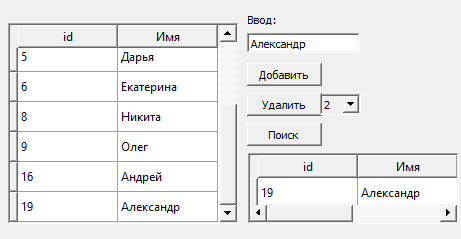 id Имя
5 Дарья
6 Екатерина
8 Никита
9 Олег
16 Андрей
19 Александр
Ввод:
Александр
Добавить
Удалить 2
Поиск
id Имя
19 Александр